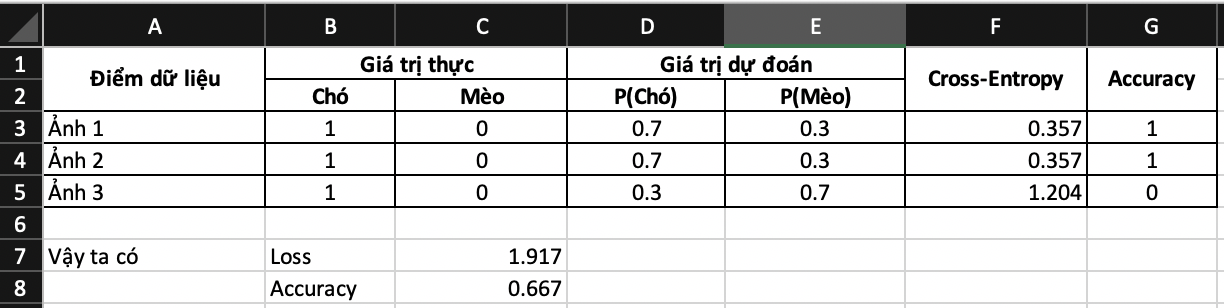 A B C D E F G
1 Điểm dữ liệu Giá trị thực Giá trị dự đoán Cross-Entropy Accuracy
2 Chó Mèo P(Chó) P(Mèo)
3 Ảnh 1 1 0 0.7 0.3 0.357 1
4 Ảnh 2 1 0 0.7 0.3 0.357 1
5 Ảnh 3 1 0 0.3 0.7 1.204 0
6
7 Vậy ta có Loss 1.917
8 Accuracy 0.667